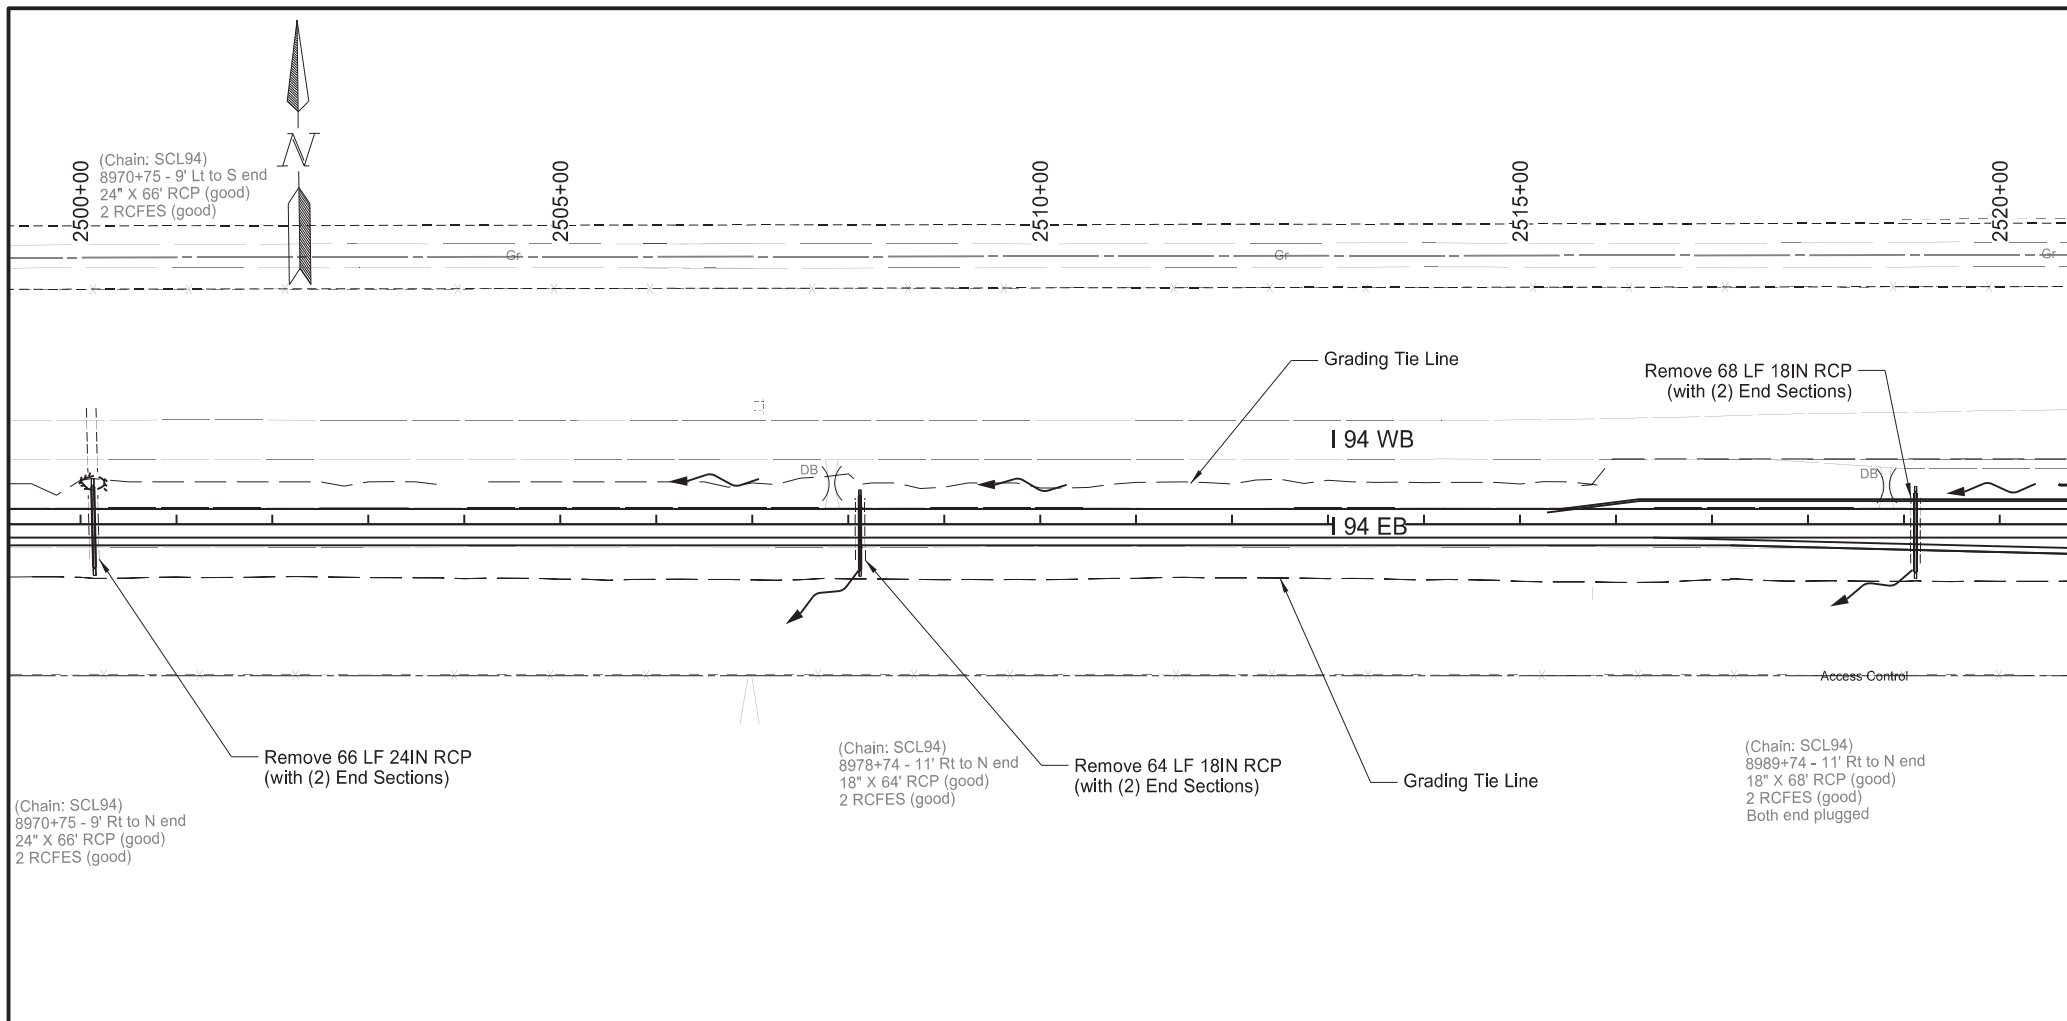 (Chain: SCL94)
8970+75 - 9' Lt to S end
24" X 66' RCP (good)
2 RCFES (good)
N
2500+00
2505+00
2510+00
2515+00
2520+00
Gr
Gr
Gr
Grading Tie Line
Remove 68 LF 18IN RCP
(with (2) End Sections)
I 94 WB
DB
DB
I 94 EB
Access Control
Remove 66 LF 24IN RCP
(with (2) End Sections)
(Chain: SCL94)
8978+74 - 11' Rt to N end
18" X 64' RCP (good)
2 RCFES (good)
Remove 64 LF 18IN RCP
(with (2) End Sections)
Grading Tie Line
(Chain: SCL94)
8989+74 - 11' Rt to N end
18" X 68' RCP (good)
2 RCFES (good)
Both end plugged
(Chain: SCL94)
8970+75 - 9' Rt to N end
24" X 66' RCP (good)
2 RCFES (good)